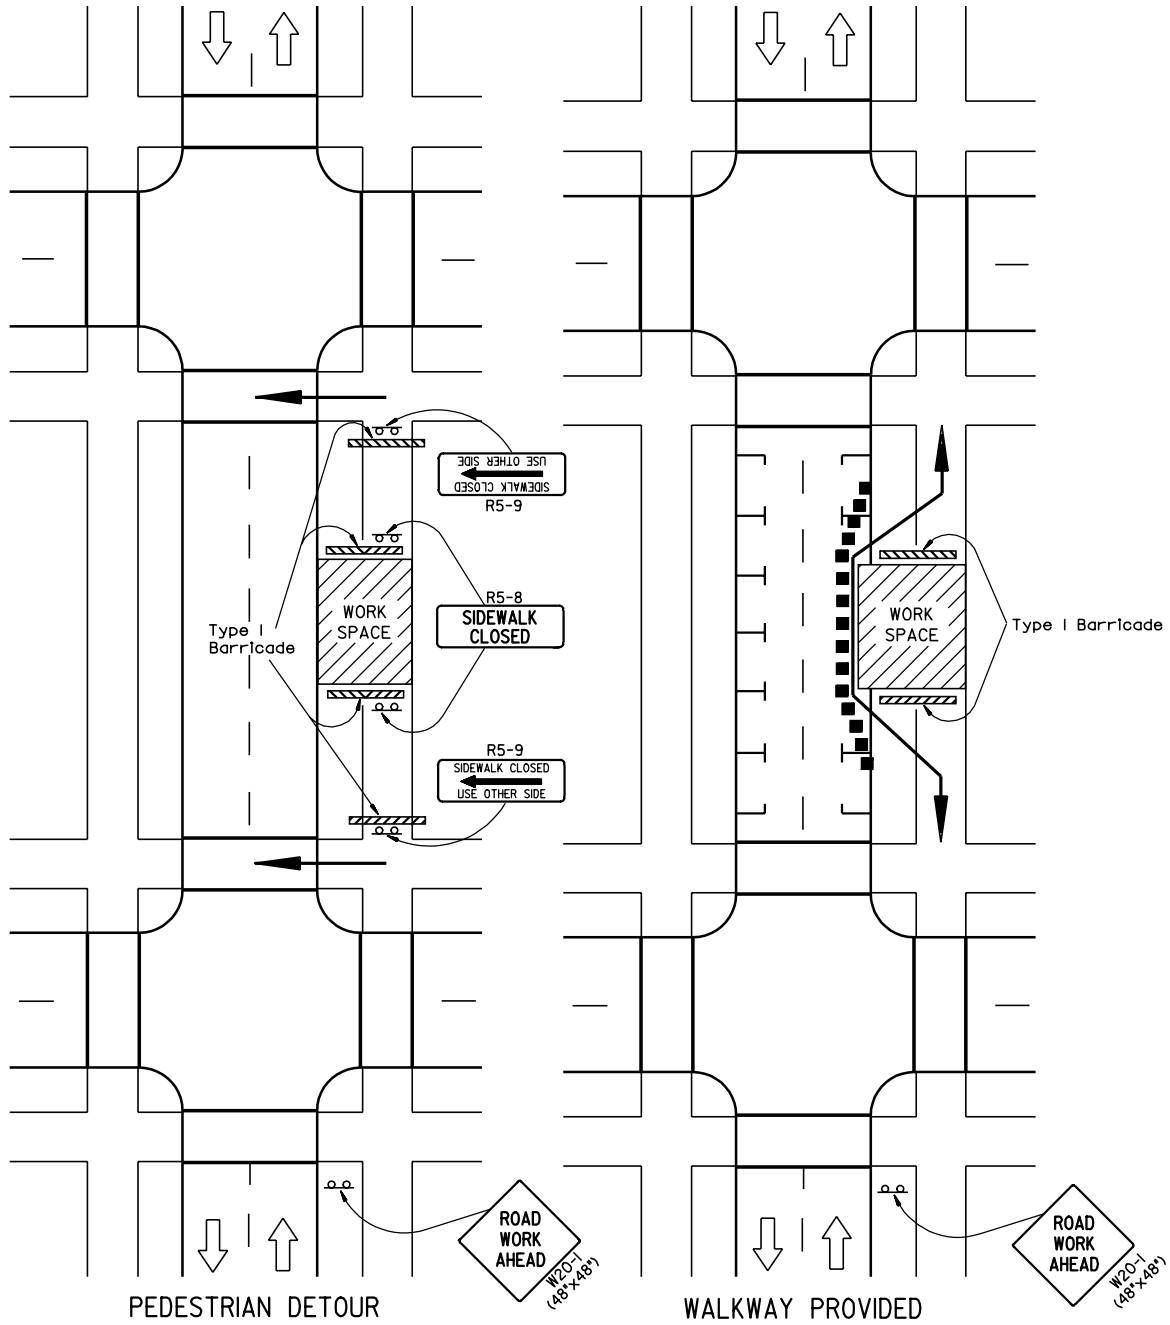 USE OTHER SIDE
SIDEWALK CLOSED
R5-9
R5-8
SIDEWALK
CLOSED
WORK
SPACE
Type I
Barricade
R5-9
SIDEWALK CLOSED
USE OTHER SIDE
ROAD
WORK
AHEAD
W20-1
(48"x48")
PEDESTRIAN DETOUR
WORK
SPACE
Type I Barricade
ROAD
WORK
AHEAD
W20-1
(48"x48")
WALKWAY PROVIDED